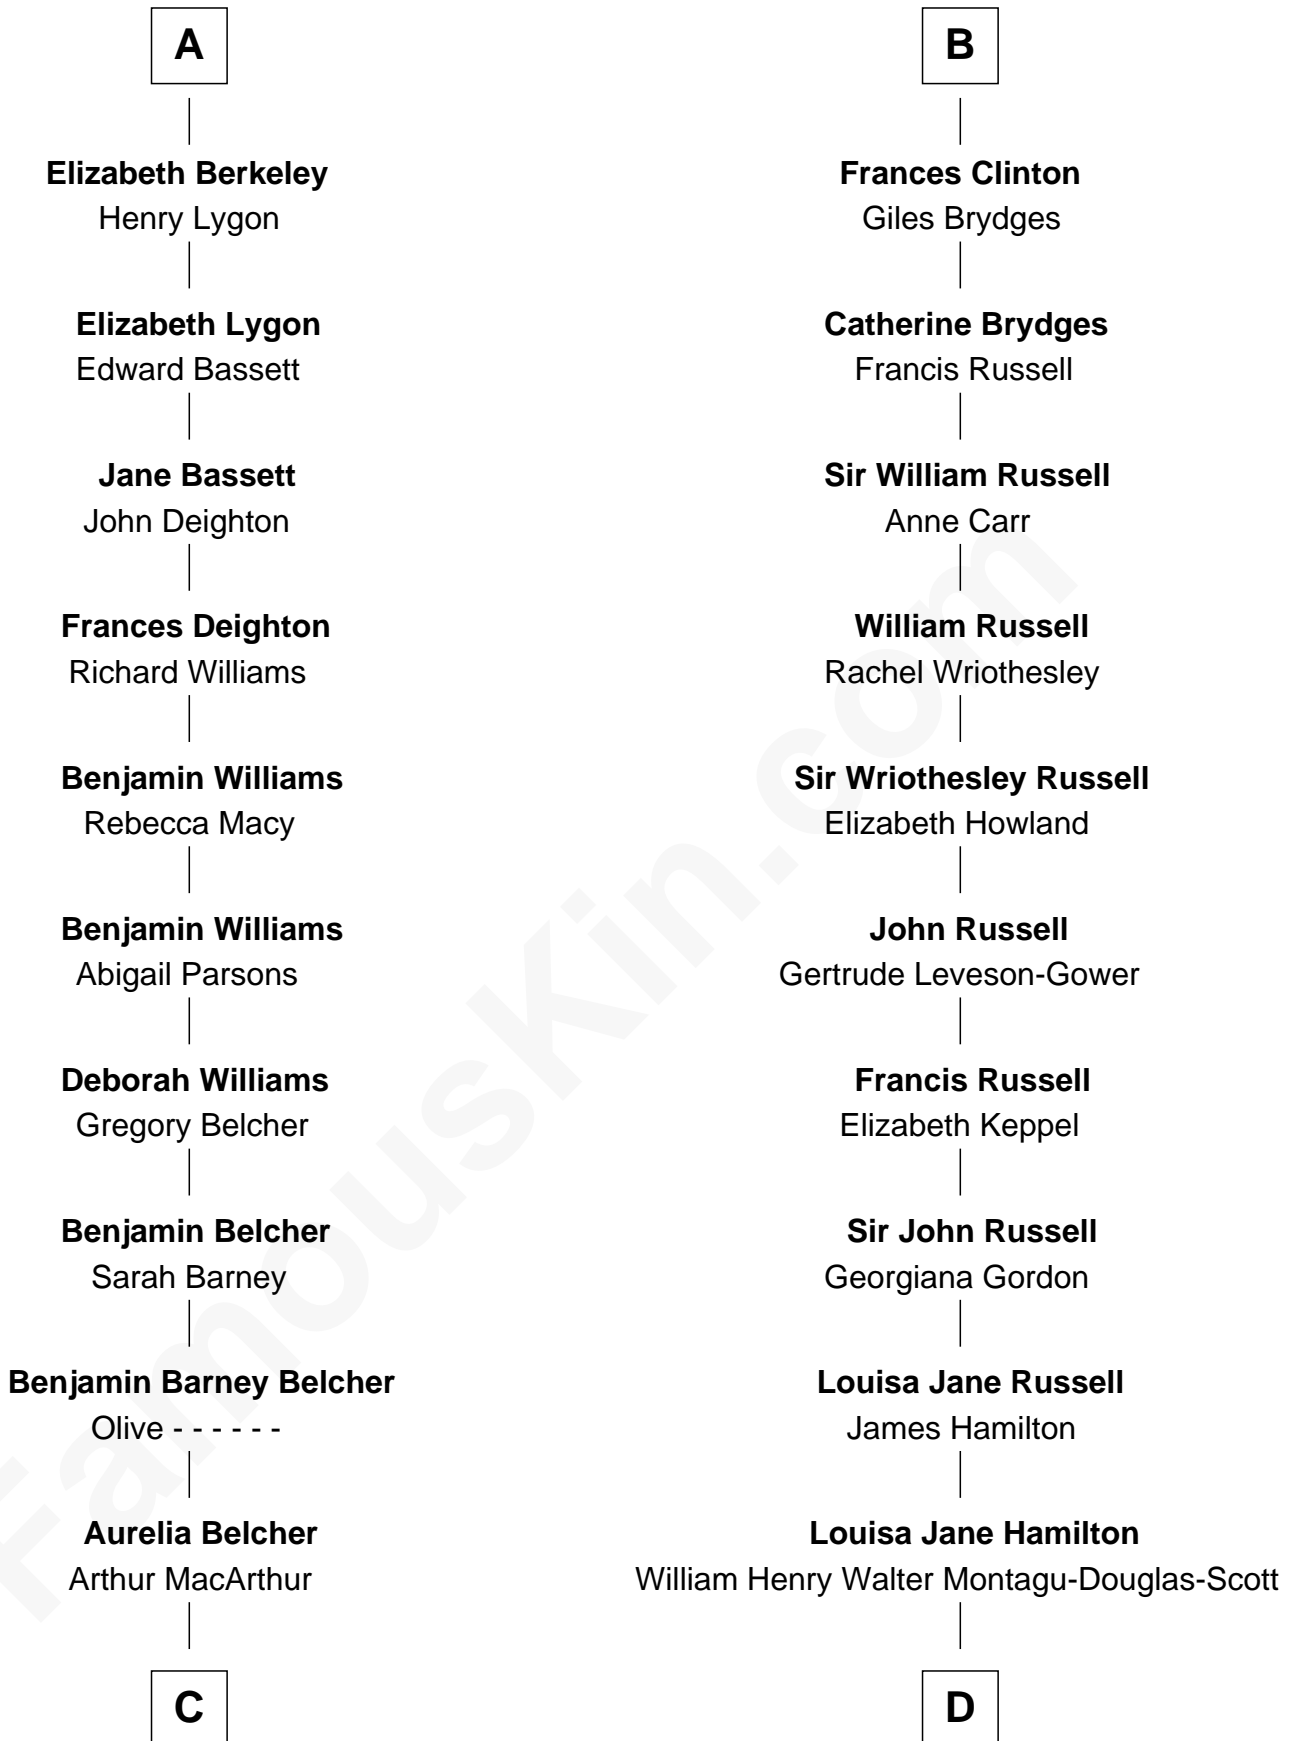 A
Elizabeth Berkeley
Henry Lygon
Elizabeth Lygon
Edward Bassett
Jane Bassett
John Deighton
Frances Deighton
Richard Williams
Benjamin Williams
Rebecca Macy
Benjamin Williams
Abigail Parsons
Deborah Williams
Gregory Belcher
Benjamin Belcher
Sarah Barney
Benjamin Barney Belcher
Olive - - - - - -
Aurelia Belcher
Arthur MacArthur
C
B
Frances Clinton
Giles Brydges
Catherine Brydges
Francis Russell
Sir William Russell
Anne Carr
William Russell
Rachel Wriothesley
Sir Wriothesley Russell
Elizabeth Howland
John Russell
Gertrude Leveson-Gower
Francis Russell
Elizabeth Keppel
Sir John Russell
Georgiana Gordon
Louisa Jane Russell
James Hamilton
Louisa Jane Hamilton
William Henry Walter Montagu-Douglas-Scott
D
FamousKin.com